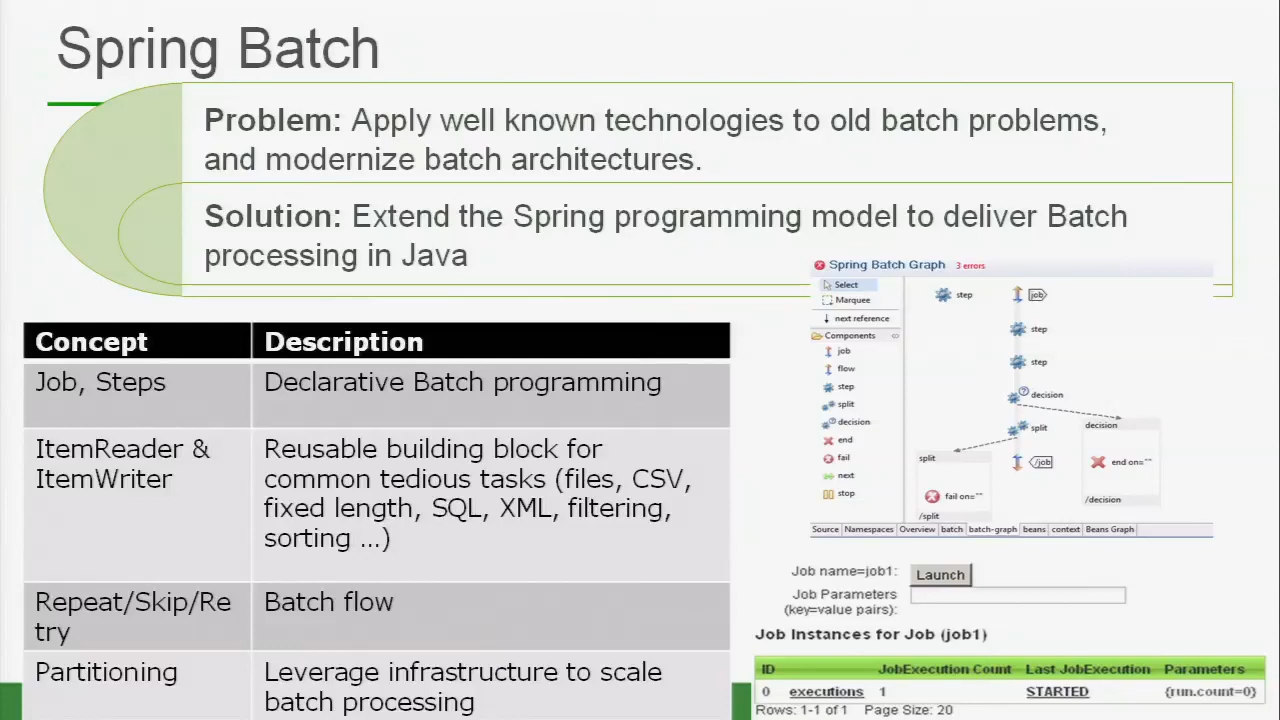 Spring Batch
Problem: Apply well known technologies to old batch problems,
and modernize batch architectures.
Solution: Extend the Spring programming model to deliver Batch
processing in Java
Concept Description
Job, Steps Declarative Batch programming
ItemReader & Reusable building block for
ItemWriter common tedious tasks (files, CSV,
fixed length, SQL, XML, filtering,
sorting ...)
Repeat/Skip/Re Batch flow
try
Partitioning Leverage infrastructure to scale
batch processing
Spring Batch Graph 3 errors
Select
Marquee
next reference
Components
job
flow
step
split
decision
end
fail
next
stop
step
job
step
step
decision
split
/job
split
fail on=""
/split
decision
end on=""
/decision
Source Namespaces Overview batch batch-graph beans context Beans Graph
Job name=job1: Launch
Job Parameters
(key=value pairs):
Job Instances for Job (job1)
ID JobExecution Count Last JobExecution Parameters
0 executions 1 STARTED {run.count=0}
Rows: 1-1 of 1 Page Size: 20